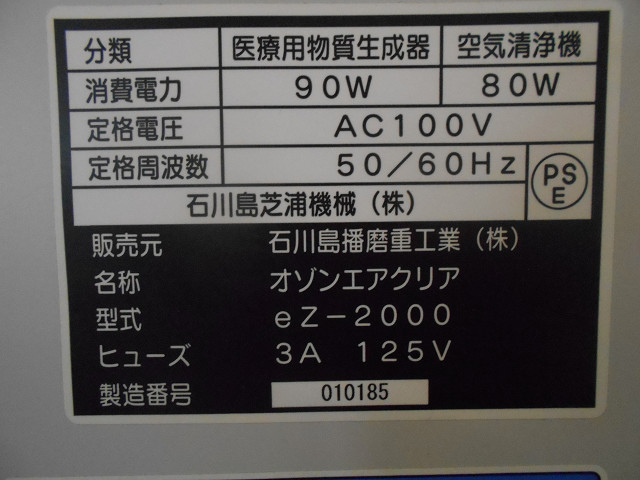 分類 医療用物質生成器 空気清浄機
消費電力 90W 80W
定格電圧 AC100V
定格周波数 50/60Hz
PS
E
石川島芝浦機械(株)
販売元 石川島播磨重工業(株)
名称 オゾンエアクリア
型式 eZ-2000
ヒューズ 3A 125V
製造番号 010185